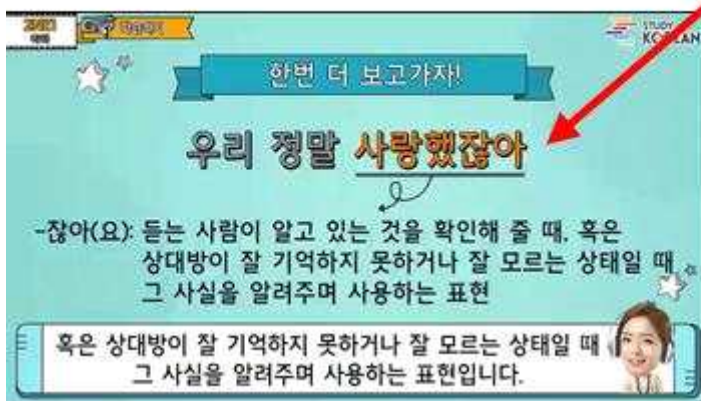 STUDY
한번 더 보고가자!
우리 정말 사랑했잖아
-잖아(요): 듣는 사람이 알고 있는 것을 확인해 줄 때, 혹은
상대방이 잘 기억하지 못하거나 잘 모르는 상태일 때
그 사실을 알려주며 사용하는 표현
혹은 상대방이 잘 기억하지 못하거나 잘 모르는 상태일 때
그 사실을 알려주며 사용하는 표현입니다.